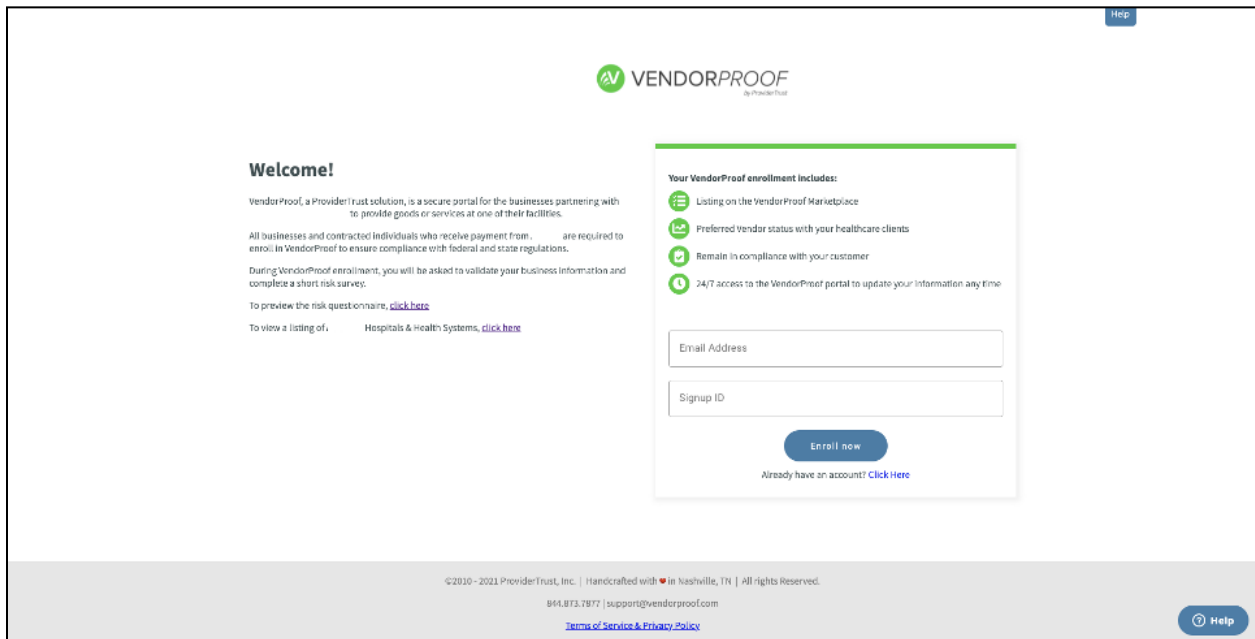 Help
VENDORPROOF
by ProviderTrust
Welcome!
VendorProof, a ProviderTrust solution, is a secure portal for the businesses partnering with
to provide goods or services at one of their facilities.
All businesses and contracted individuals who receive payment from . are required to
enroll in VendorProof to ensure compliance with federal and state regulations.
During VendorProof enrollment, you will be asked to validate your business information and
complete a short risk survey.
To preview the risk questionnaire, click here
To view a listing of Hospitals & Health Systems, click here
Your VendorProof enrollment includes:
Listing on the VendorProof Marketplace
Preferred Vendor status with your healthcare clients
Remain in compliance with your customer
24/7 access to the VendorProof portal to update your information any time
Email Address
Signup ID
Enroll now
Already have an account? Click Here
©2010 - 2021 ProviderTrust, Inc. | Handcrafted with ❤ in Nashville, TN | All rights Reserved.
844.873.7877 | support@vendorproof.com
Terms of Service & Privacy Policy
Help